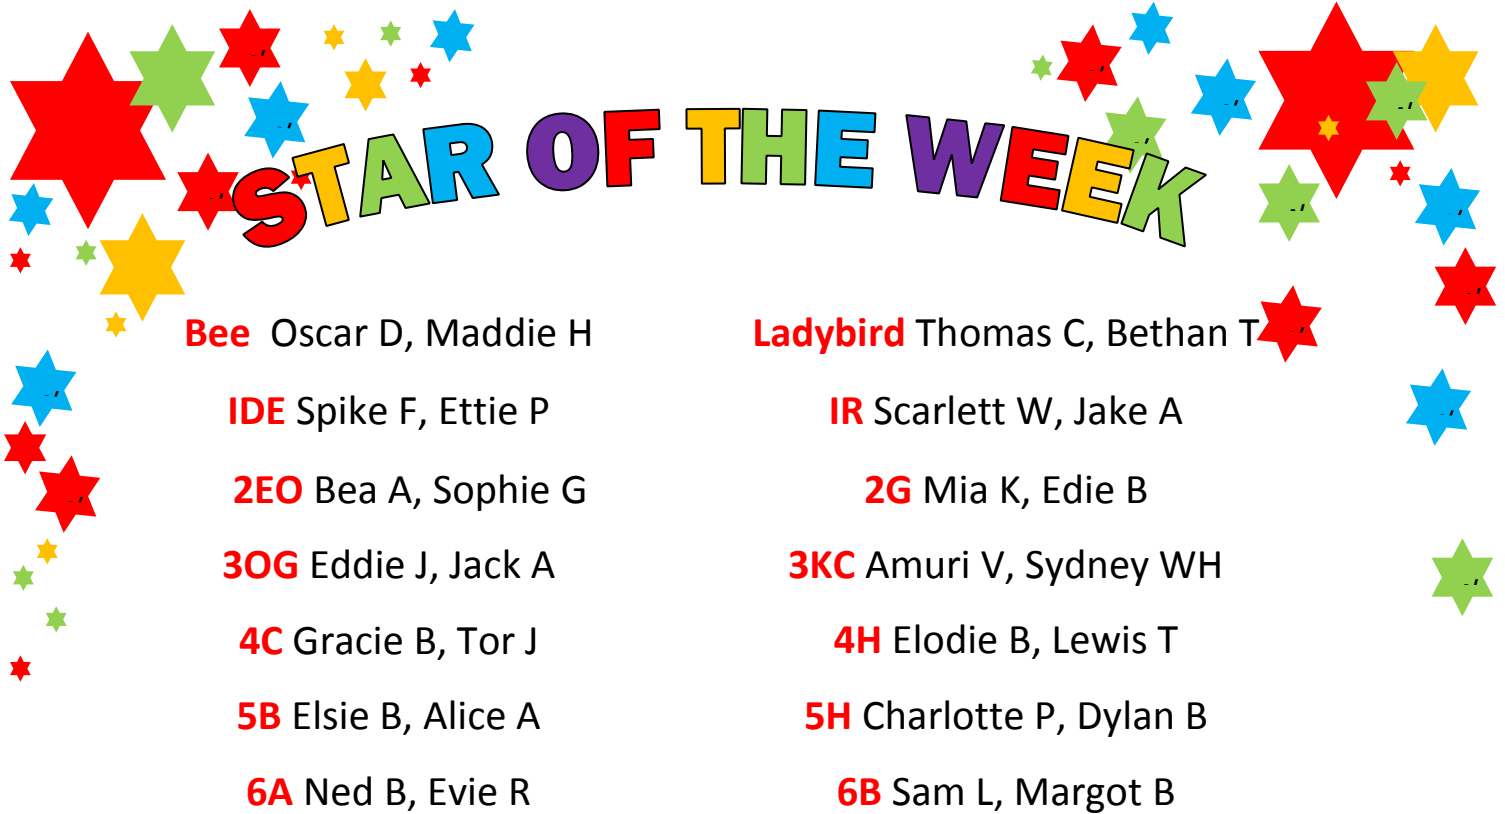 STAR OF THE WEEK
Bee Oscar D, Maddie H
Ladybird Thomas C, Bethan T
IDE Spike F, Ettie P
IR Scarlett W, Jake A
2EO Bea A, Sophie G
2G Mia K, Edie B
3OG Eddie J, Jack A
3KC Amuri V, Sydney WH
4C Gracie B, Tor J
4H Elodie B, Lewis T
5B Elsie B, Alice A
5H Charlotte P, Dylan B
6A Ned B, Evie R
6B Sam L, Margot B